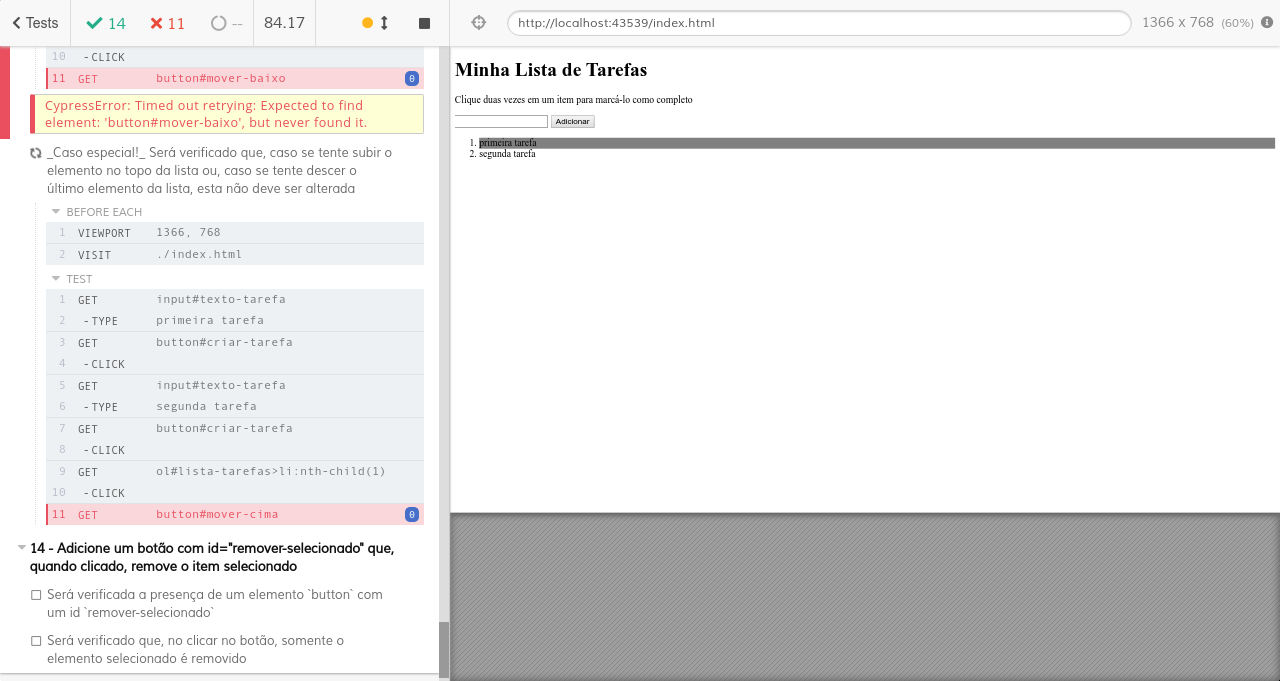 Tests 14 11 -- 84.17
10 -CLICK
11 GET button#mover-baixo 0
CypressError: Timed out retrying: Expected to find
element: 'button#mover-baixo', but never found it.
_Caso especial!_ Será verificado que, caso se tente subir o
elemento no topo da lista ou, caso se tente descer o
último elemento da lista, esta não deve ser alterada
BEFORE EACH
1 VIEWPORT 1366, 768
2 VISIT ./index.html
TEST
1 GET input#texto-tarefa
2 -TYPE primeira tarefa
3 GET button#criar-tarefa
4 -CLICK
5 GET input#texto-tarefa
6 -TYPE segunda tarefa
7 GET button#criar-tarefa
8 -CLICK
9 GET ol#lista-tarefas>li:nth-child(1)
10 -CLICK
11 GET button#mover-cima 0
14 - Adicione um botão com id="remover-selecionado" que,
quando clicado, remove o item selecionado
Será verificada a presença de um elemento `button` com
um id `remover-selecionado`
Será verificado que, no clicar no botão, somente o
elemento selecionado é removido
http://localhost:43539/index.html 1366 x 768 (60%)
Minha Lista de Tarefas
Clique duas vezes em um item para marcá-lo como completo
Adicionar
1. primeira tarefa
2. segunda tarefa